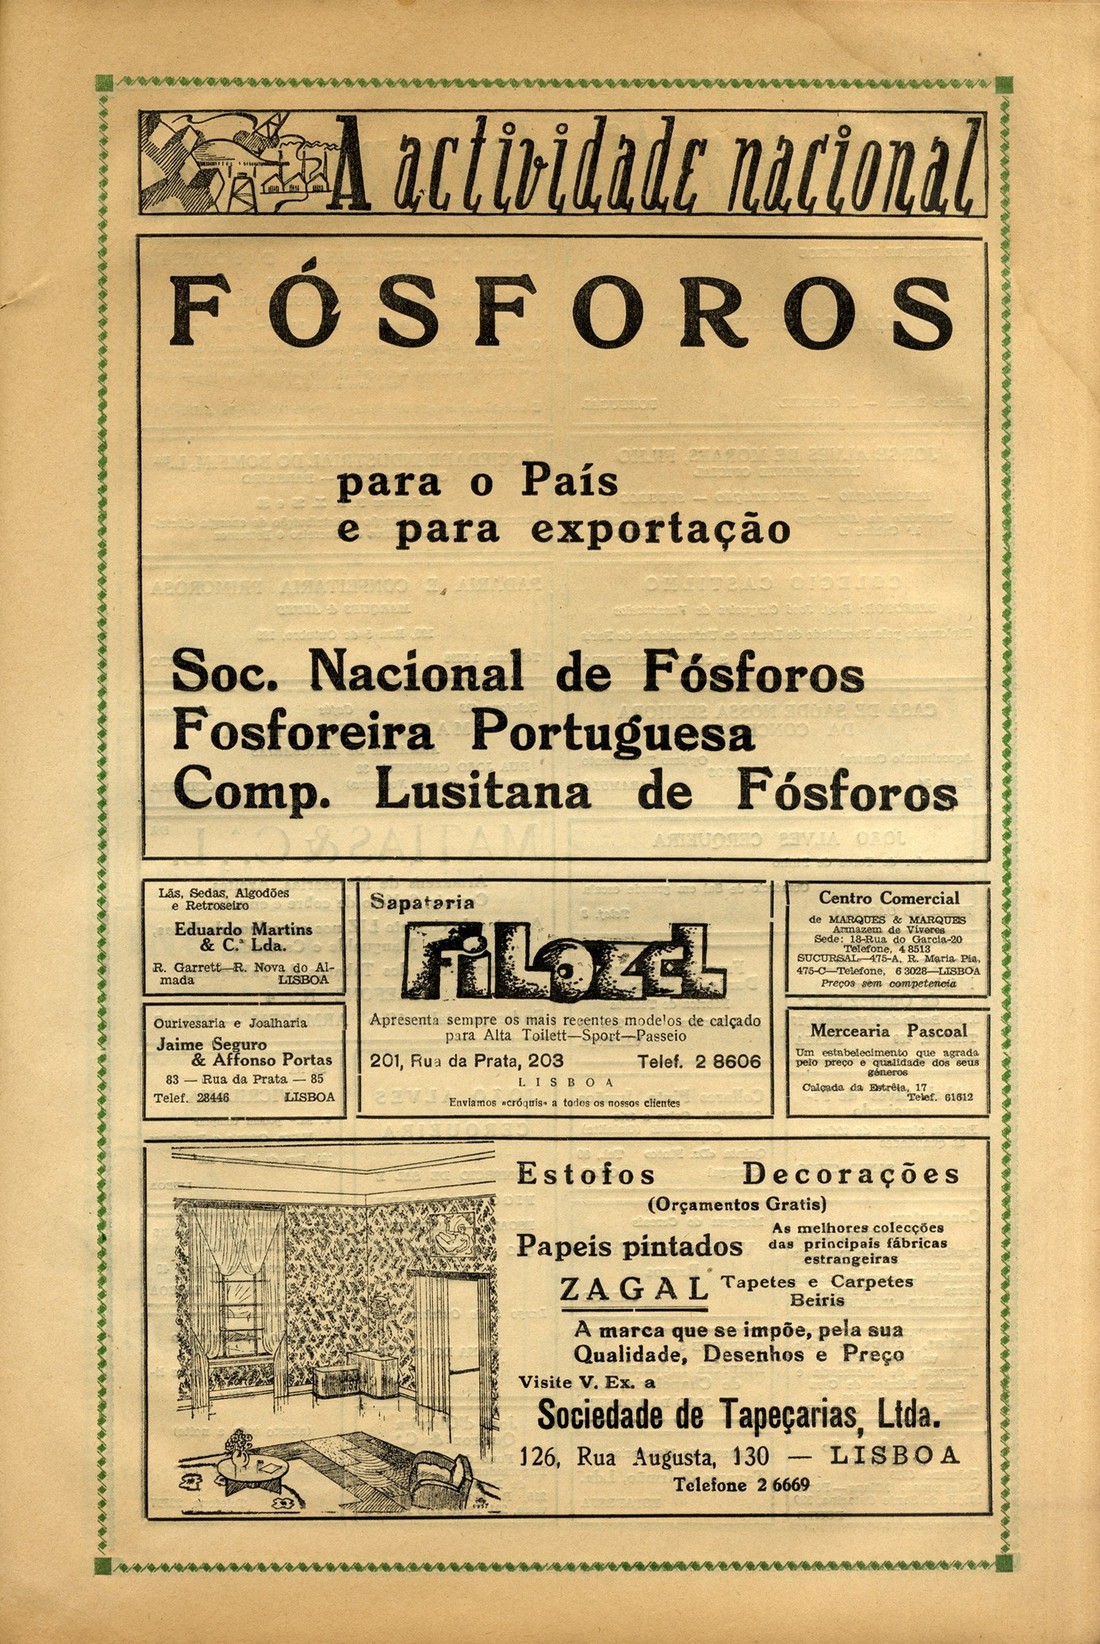 A actividade nacional
FÓSFOROS
para o País
e para exportação
Soc. Nacional de Fósforos
Fosforeira Portuguesa
Comp. Lusitana de Fósforos
Lãs, Sedas, Algodões
e Retroseiro
Eduardo Martins
& C.ª Lda.
R. Garrett—R. Nova do Al-
mada LISBOA
Ourivesaria e Joalharia
Jaime Seguro
& Affonso Portas
83 — Rua da Prata — 85
Telef. 28446 LISBOA
Sapataria
FiLOZEL
Apresenta sempre os mais recentes modelos de calçado
para Alta Toilett—Sport—Passeio
201, Rua da Prata, 203 Telef. 2 8606
LISBOA
Enviamos «cróquis» a todos os nossos clientes
Centro Comercial
de MARQUES & MARQUES
Armazem de Viveres
Sede: 18-Rua do Garcia-20
Telefone, 4 8513
SUCURSAL—475-A, R. Maria Pia,
475-C—Telefone, 6 3028—LISBOA
Preços sem competencia
Mercearia Pascoal
Um estabelecimento que agrada
pelo preço e qualidade dos seus
géneros
Calçada da Estrêla, 17
Telef. 61612
Estofos Decorações
(Orçamentos Gratis)
Papeis pintados As melhores colecções
das principais fábricas
estrangeiras
ZAGAL Tapetes e Carpetes
Beiris
A marca que se impõe, pela sua
Qualidade, Desenhos e Preço
Visite V. Ex. a
Sociedade de Tapeçarias, Ltda.
126, Rua Augusta, 130 — LISBOA
Telefone 2 6669